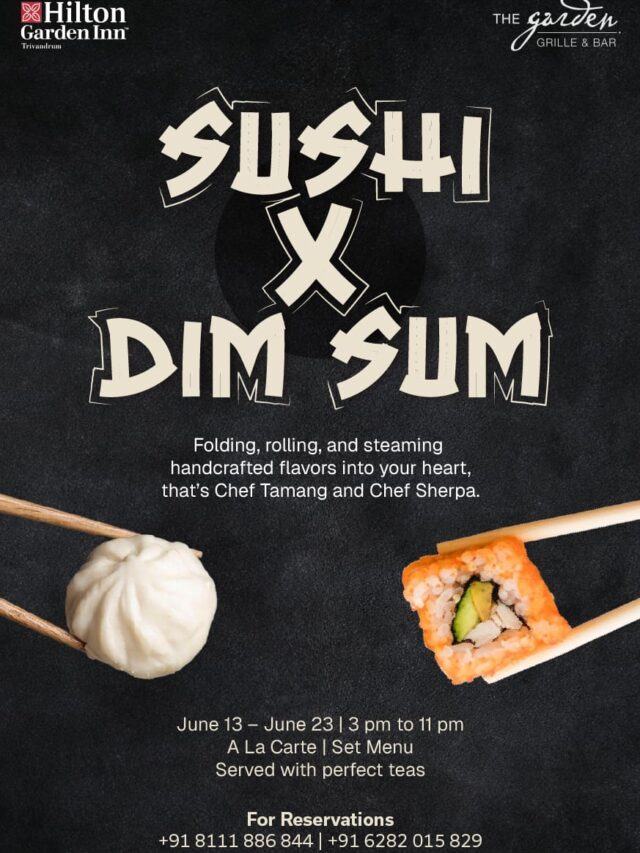 Hilton
Garden Inn™
Trivandrum
THE garden
GRILLE & BAR
SUSHI
X
DIM SUM
Folding, rolling, and steaming
handcrafted flavors into your heart,
that's Chef Tamang and Chef Sherpa.
June 13 – June 23 | 3 pm to 11 pm
A La Carte | Set Menu
Served with perfect teas
For Reservations
+91 8111 886 844 | +91 6282 015 829